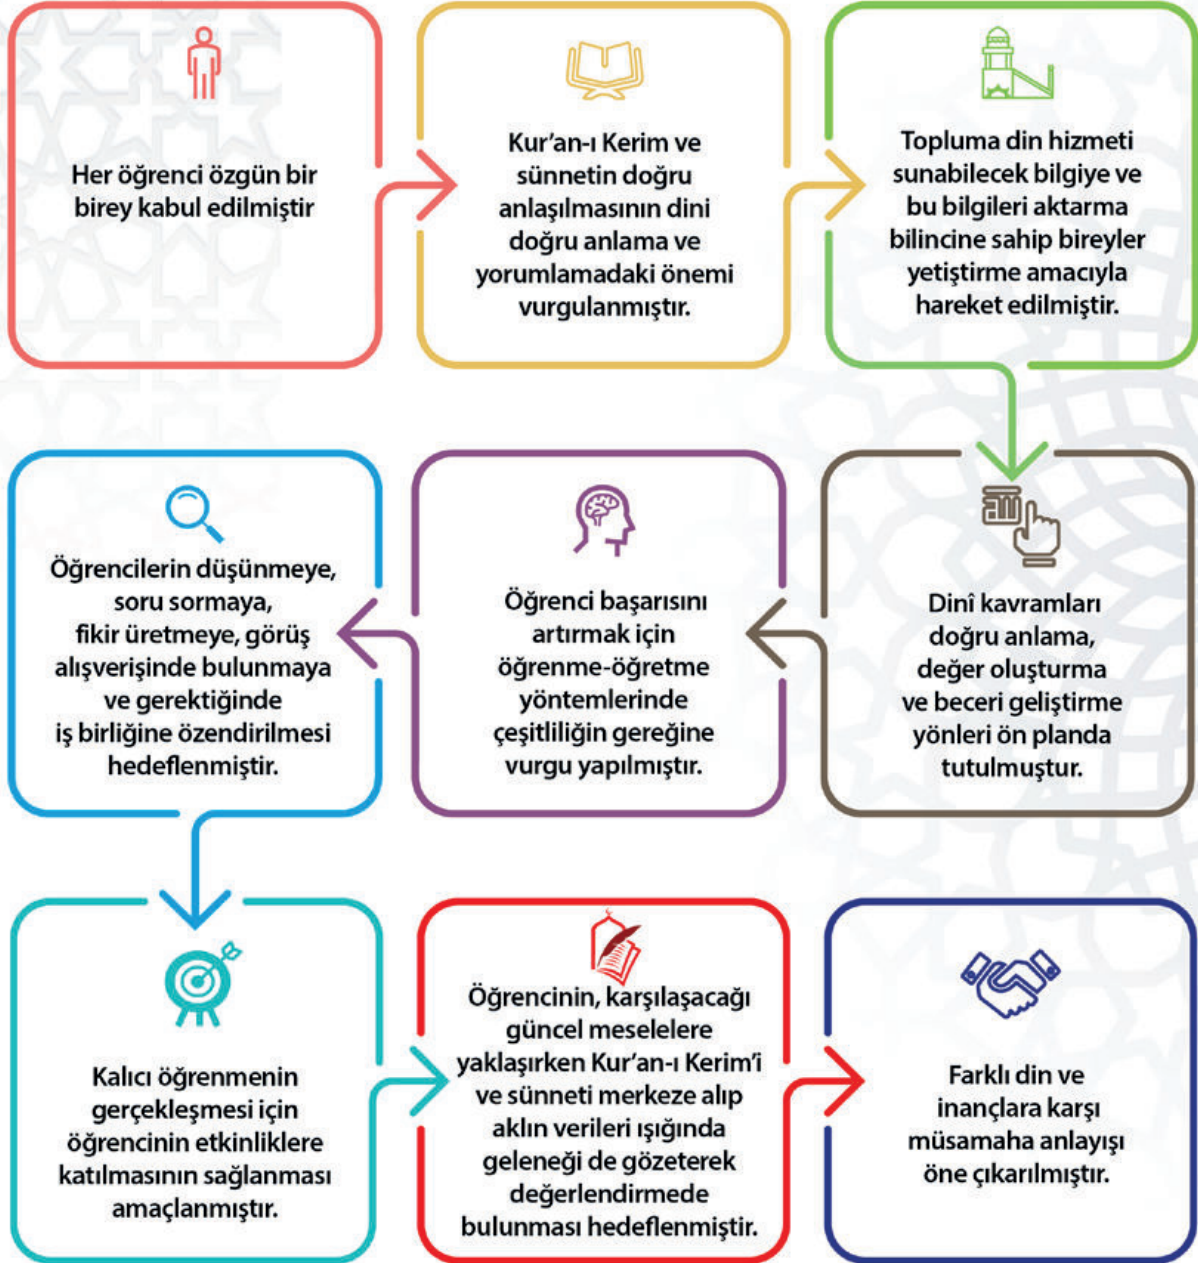 Her öğrenci özgün bir
birey kabul edilmiştir
Kur’an-ı Kerim ve
sünnetin doğru
anlaşılmasının dini
doğru anlama ve
yorumlamadaki önemi
vurgulanmıştır.
Topluma din hizmeti
sunabilecek bilgiye ve
bu bilgileri aktarma
bilincine sahip bireyler
yetiştirme amacıyla
hareket edilmiştir.
Dinî kavramları
doğru anlama,
değer oluşturma
ve beceri geliştirme
yönleri ön planda
tutulmuştur.
Öğrenci başarısını
artırmak için
öğrenme-öğretme
yöntemlerinde
çeşitliliğin gereğine
vurgu yapılmıştır.
Öğrencilerin düşünmeye,
soru sormaya,
fikir üretmeye, görüş
alışverişinde bulunmaya
ve gerektiğinde
iş birliğine özendirilmesi
hedeflenmiştir.
Kalıcı öğrenmenin
gerçekleşmesi için
öğrencinin etkinliklere
katılmasının sağlanması
amaçlanmıştır.
Öğrencinin, karşılaşacağı
güncel meselelere
yaklaşırken Kur’an-ı Kerim’i
ve sünneti merkeze alıp
aklın verileri ışığında
geleneği de gözeterek
değerlendirmede
bulunması hedeflenmiştir.
Farklı din ve
inançlara karşı
müsamaha anlayışı
öne çıkarılmıştır.